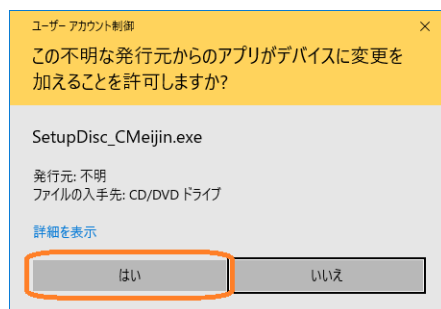 ユーザー アカウント制御
この不明な発行元からのアプリがデバイスに変更を
加えることを許可しますか?
SetupDisc_CMeijin.exe
発行元: 不明
ファイルの入手先: CD/DVD ドライブ
詳細を表示
はい
いいえ